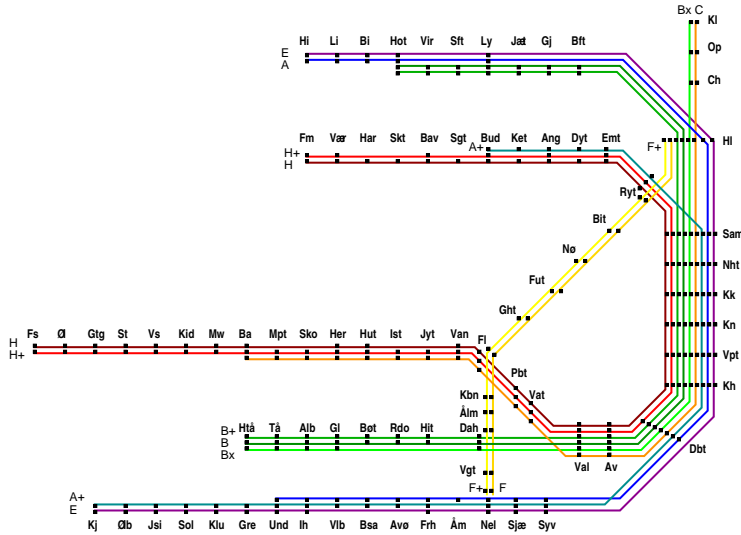 Bx C Kl
Hi Li Bi Hot Vir Sft Ly Jæt Gj Bft
Op
E
A
Ch
Fm Vær Har Skt Bav Sgt Bud Ket Ang Dyt Emt
F+ Hl
A+
H+
H
Ryt
Bit
Sam
Nø
Nht
Fut
Kk
Ght
Kn
Fs Øl Gtg St Vs Kid Mw Ba Mpt Sko Her Hut Ist Jyt Van Fl
H
H+
Vpt
Pbt
Kh
Kbn Vat
Ålm
Htå Tå Alb Gl Bøt Rdo Hit Dah
B+
B
Bx
Val Av Dbt
Vgt
F+ F
A+
E
Kj Øb Jsi Sol Klu Gre Und Ih Vlb Bsa Avø Frh Åm Nel Sjæ Syv